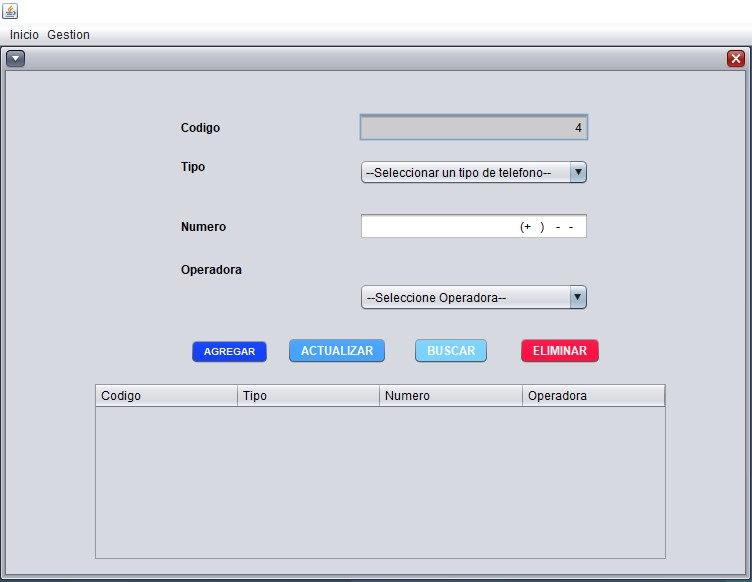 Inicio Gestion
Codigo 4
Tipo --Seleccionar un tipo de telefono--
Numero (+ ) - -
Operadora
--Seleccione Operadora--
AGREGAR ACTUALIZAR BUSCAR ELIMINAR
Codigo Tipo Numero Operadora